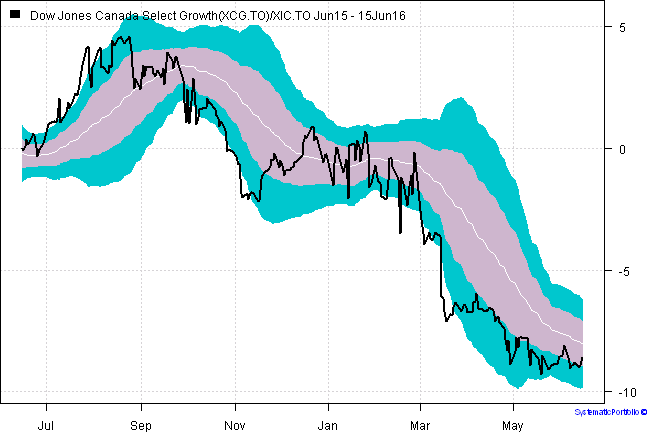 Dow Jones Canada Select Growth(XCG.TO)/XIC.TO Jun15 - 15Jun16
5
0
-5
-10
Jul Sep Nov Jan Mar May
SystematicPortfolio ©